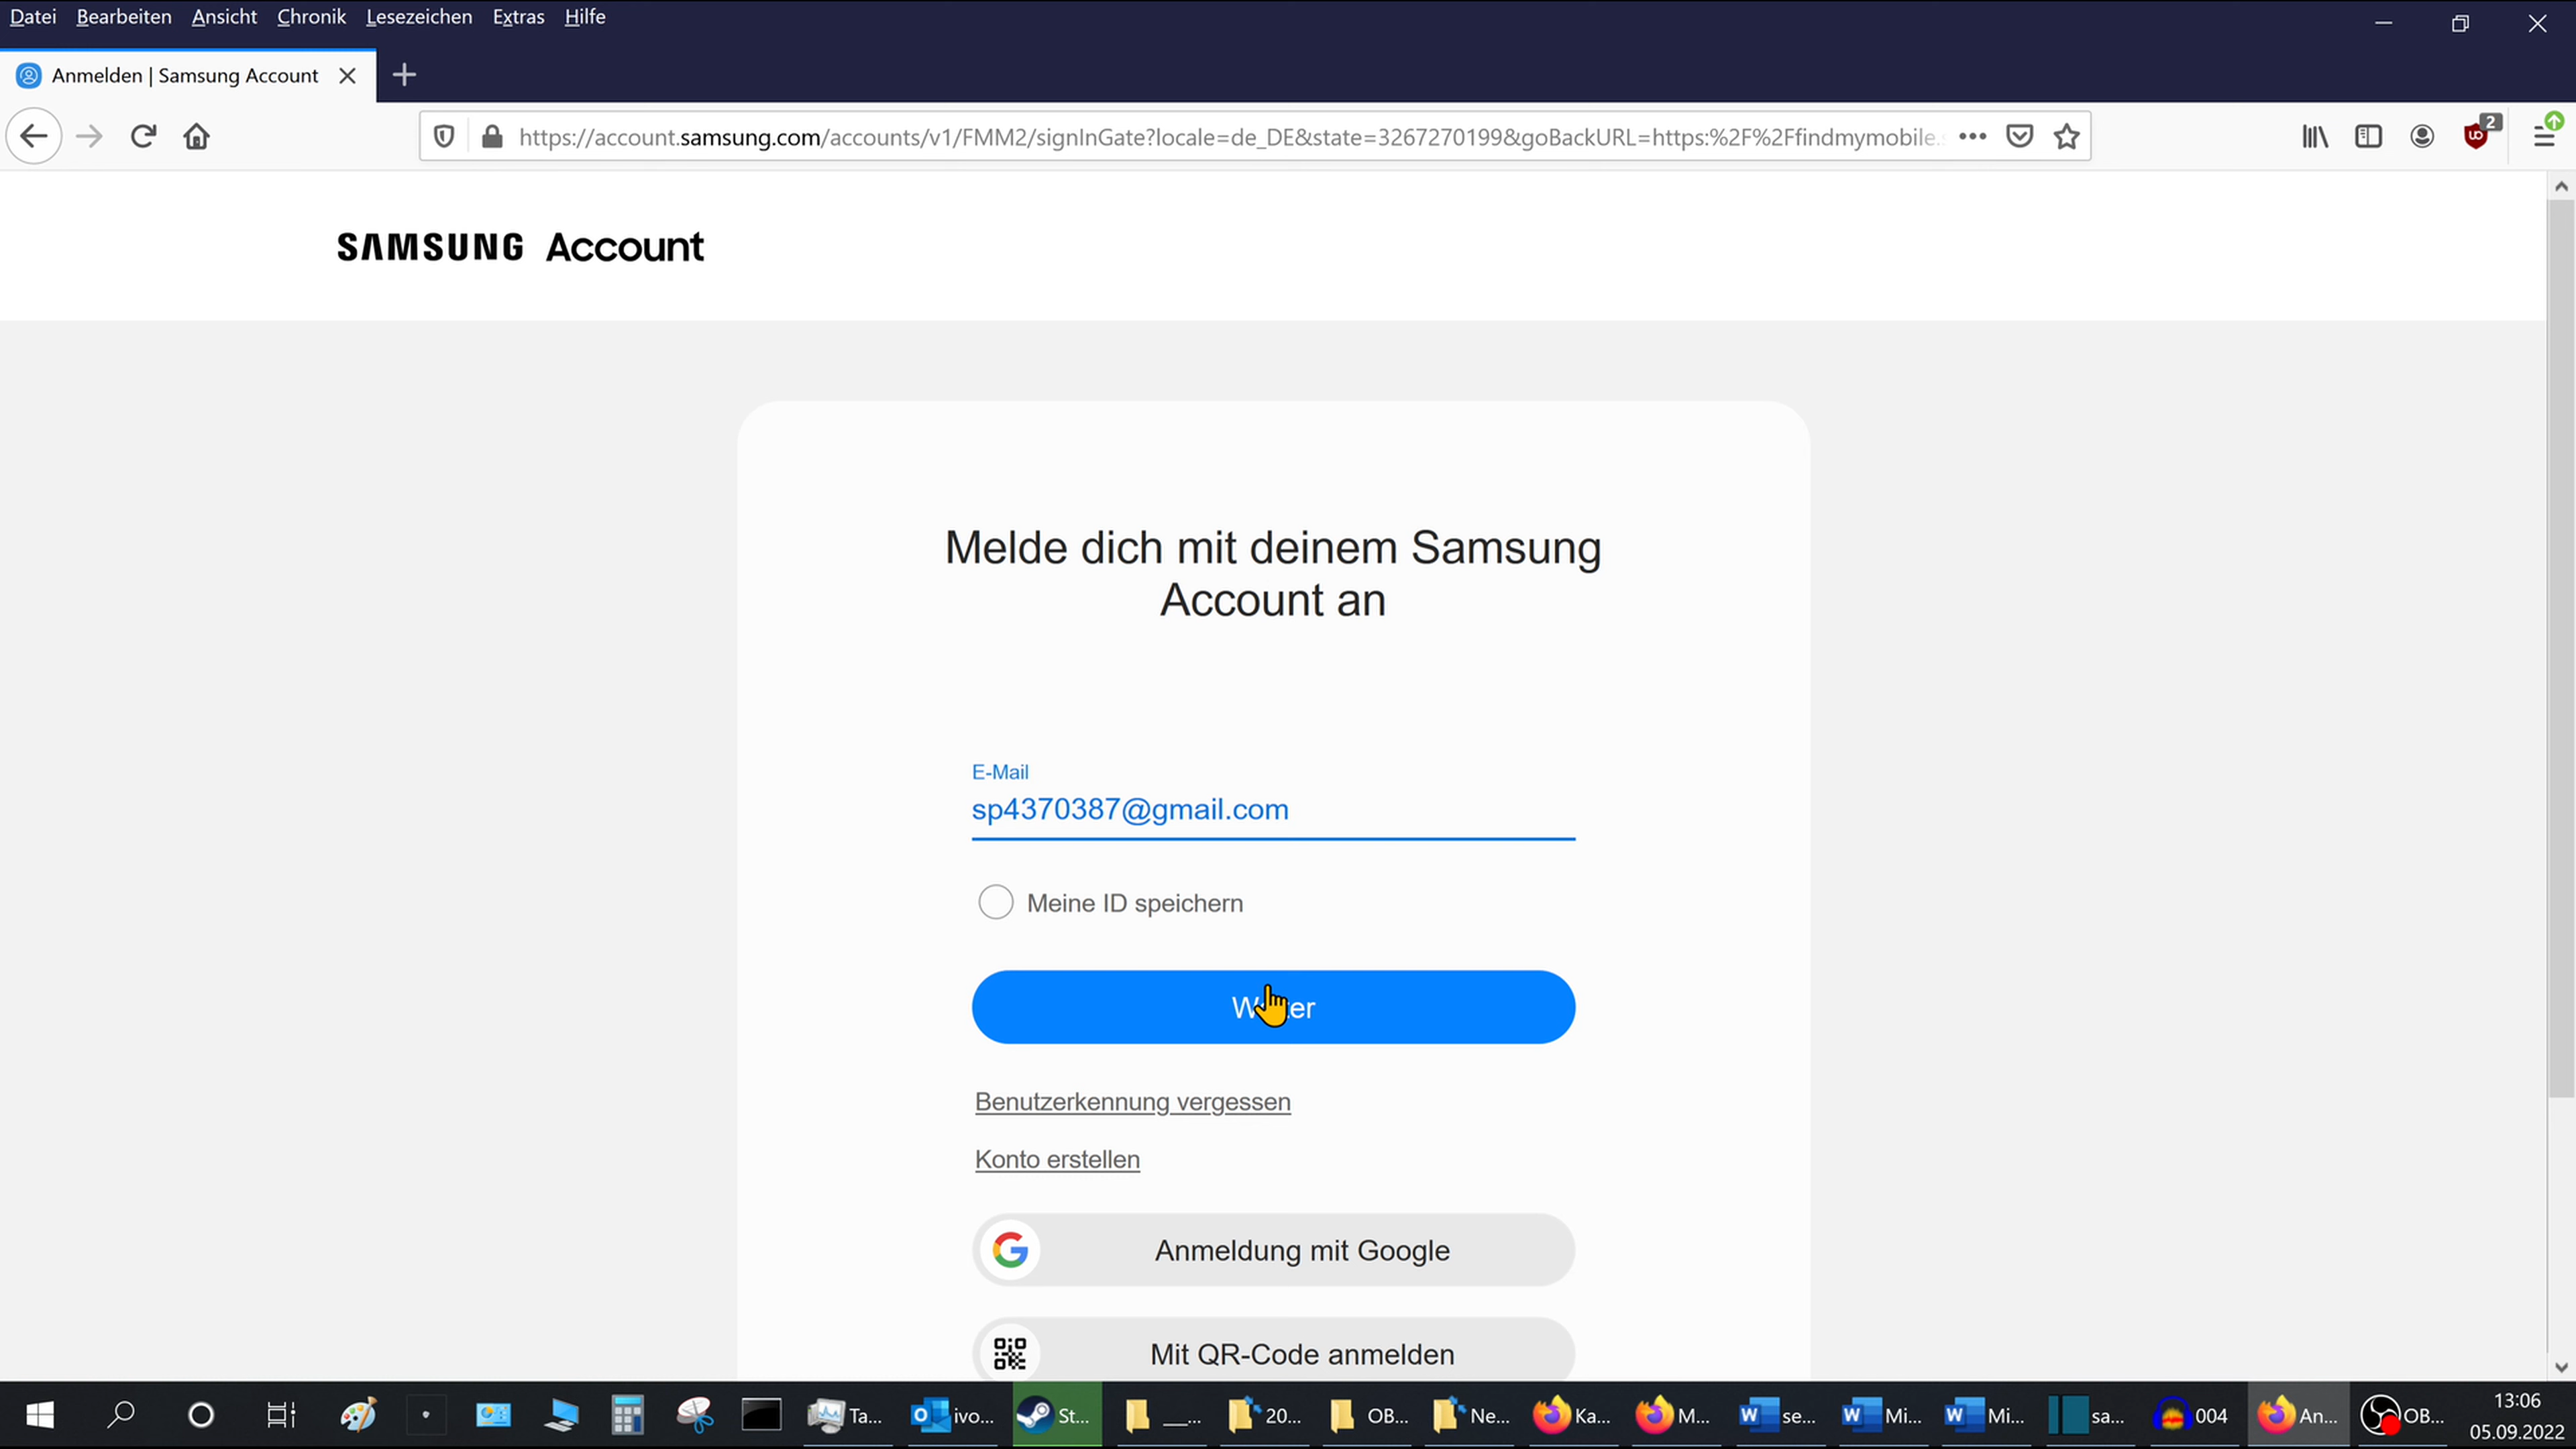 Datei Bearbeiten Ansicht Chronik Lesezeichen Extras Hilfe
Anmelden | Samsung Account
https://account.samsung.com/accounts/v1/FMM2/signInGate?locale=de_DE&state=3267270199&goBackURL=https:%2F%2Ffindmymobile.
2
SAMSUNG Account
Melde dich mit deinem Samsung
Account an
E-Mail
sp4370387@gmail.com
Meine ID speichern
Benutzerkennung vergessen
Konto erstellen
Anmeldung mit Google
Mit QR-Code anmelden
Ta... ivo... St... __... 20... OB... Ne... Ka... M... se... Mi... Mi... sa... 004 An... OB... 13:06
05.09.2022